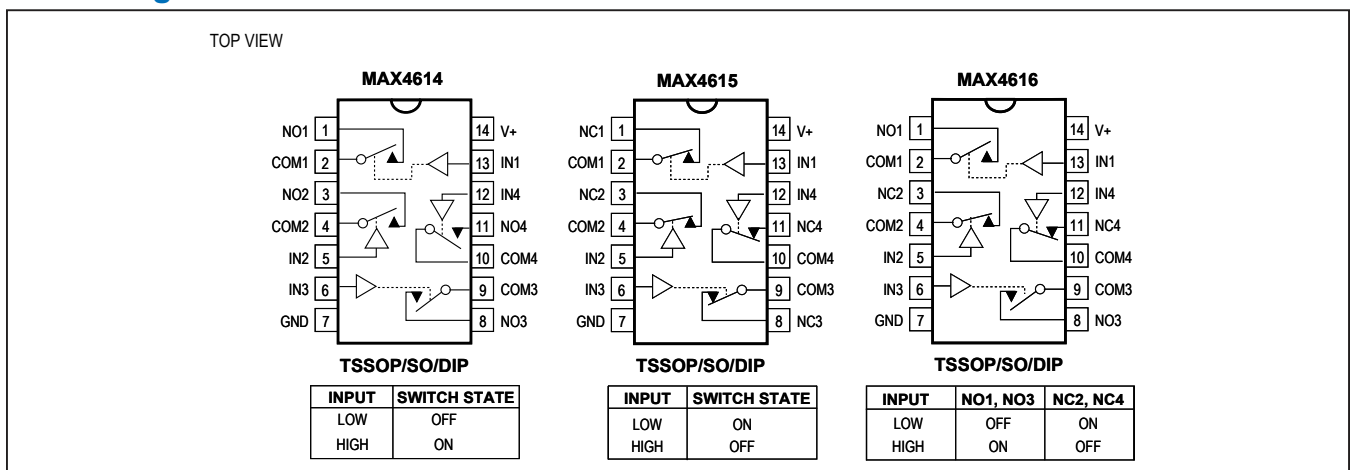 TOP VIEW
MAX4614
NO1 1
COM1 2
NO2 3
COM2 4
IN2 5
IN3 6
GND 7
14 V+
13 IN1
12 IN4
11 NO4
10 COM4
9 COM3
8 NO3
TSSOP/SO/DIP
INPUT SWITCH STATE
LOW OFF
HIGH ON
MAX4615
NC1 1
COM1 2
NC2 3
COM2 4
IN2 5
IN3 6
GND 7
14 V+
13 IN1
12 IN4
11 NC4
10 COM4
9 COM3
8 NC3
TSSOP/SO/DIP
INPUT SWITCH STATE
LOW ON
HIGH OFF
MAX4616
NO1 1
COM1 2
NC2 3
COM2 4
IN2 5
IN3 6
GND 7
14 V+
13 IN1
12 IN4
11 NC4
10 COM4
9 COM3
8 NO3
TSSOP/SO/DIP
INPUT NO1, NO3 NC2, NC4
LOW OFF ON
HIGH ON OFF